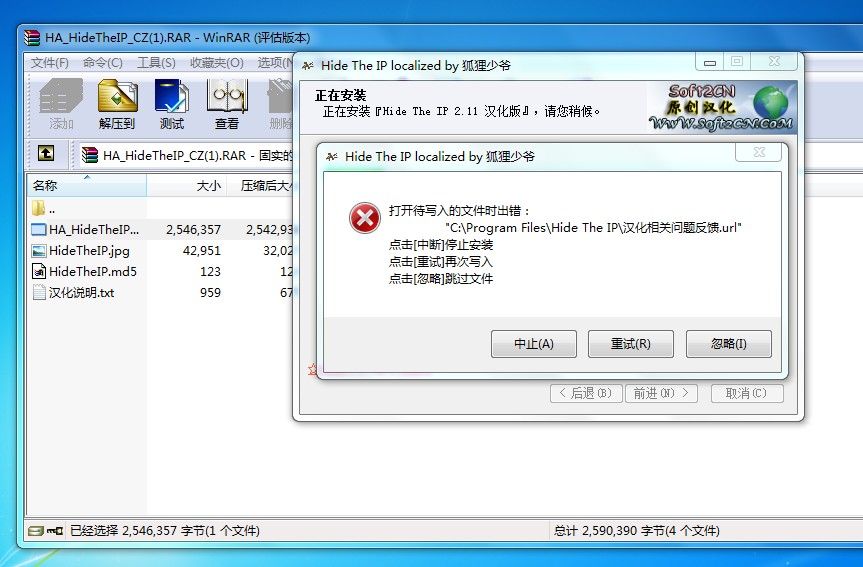 HA_HideTheIP_CZ(1).RAR - WinRAR (评估版本)
文件(F) 命令(C) 工具(S) 收藏夹(O) 选项(N
添加 解压到 测试 查看 删除
HA_HideTheIP_CZ(1).RAR - 固实的
名称 大小 压缩后大小
..
HA_HideTheIP... 2,546,357 2,542,93
HideTheIP.jpg 42,951 32,02
HideTheIP.md5 123 12
汉化说明.txt 959 67
已经选择 2,546,357 字节(1 个文件) 总计 2,590,390 字节(4 个文件)
Hide The IP localized by 狐狸少爷
正在安装
正在安装『Hide The IP 2.11 汉化版』,请您稍候。
Soft2CN
原创汉化
WwW.Soft2CN.CoM
Hide The IP localized by 狐狸少爷
打开待写入的文件时出错：
"C:\Program Files\Hide The IP\汉化相关问题反馈.url"
点击[中断]停止安装
点击[重试]再次写入
点击[忽略]跳过文件
中止(A) 重试(R) 忽略(I)
< 后退(B) 前进(N) > 取消(C)